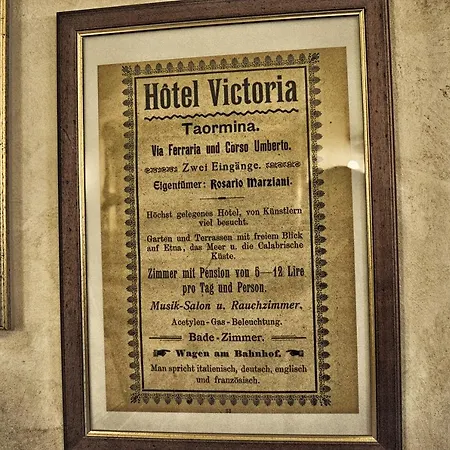 Hôtel Victoria
Taormina.
Via Ferraria und Corso Umberto.
Zwei Eingänge.
Eigentümer: Rosario Marziani.
Höchst gelegenes Hôtel, von Künstlern
viel besucht.
Garten und Terrassen mit freiem Blick
auf Etna, das Meer u. die Calabrische
Küste.
Zimmer mit Pension von 6—12 Lire
pro Tag und Person.
Musik-Salon u. Rauchzimmer.
Acetylen-Gas-Beleuchtung.
Bade-Zimmer.
Wagen am Bahnhof.
Man spricht italienisch, deutsch, englisch
und französisch.